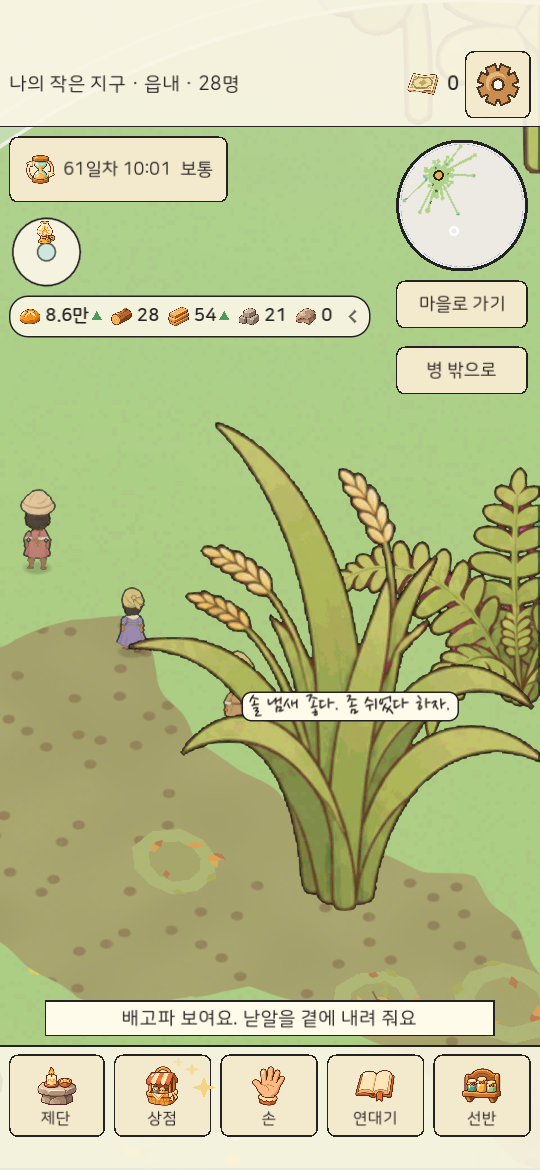 나의 작은 지구 · 읍내 · 28명
0
61일차 10:01 보통
8.6만 28 54 21 0
마을로 가기
병 밖으로
솔 냄새 좋다. 좀 쉬었다 하자.
배고파 보여요. 낟알을 곁에 내려 줘요
제단 상점 손 연대기 선반